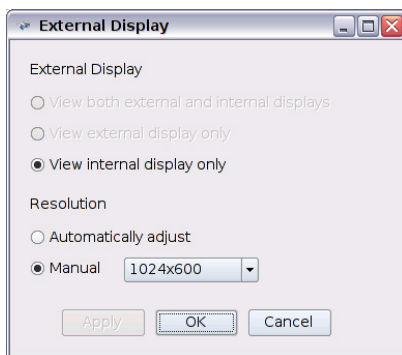 External Display
External Display
View both external and internal displays
View external display only
View internal display only
Resolution
Automatically adjust
Manual 1024x600
Apply OK Cancel